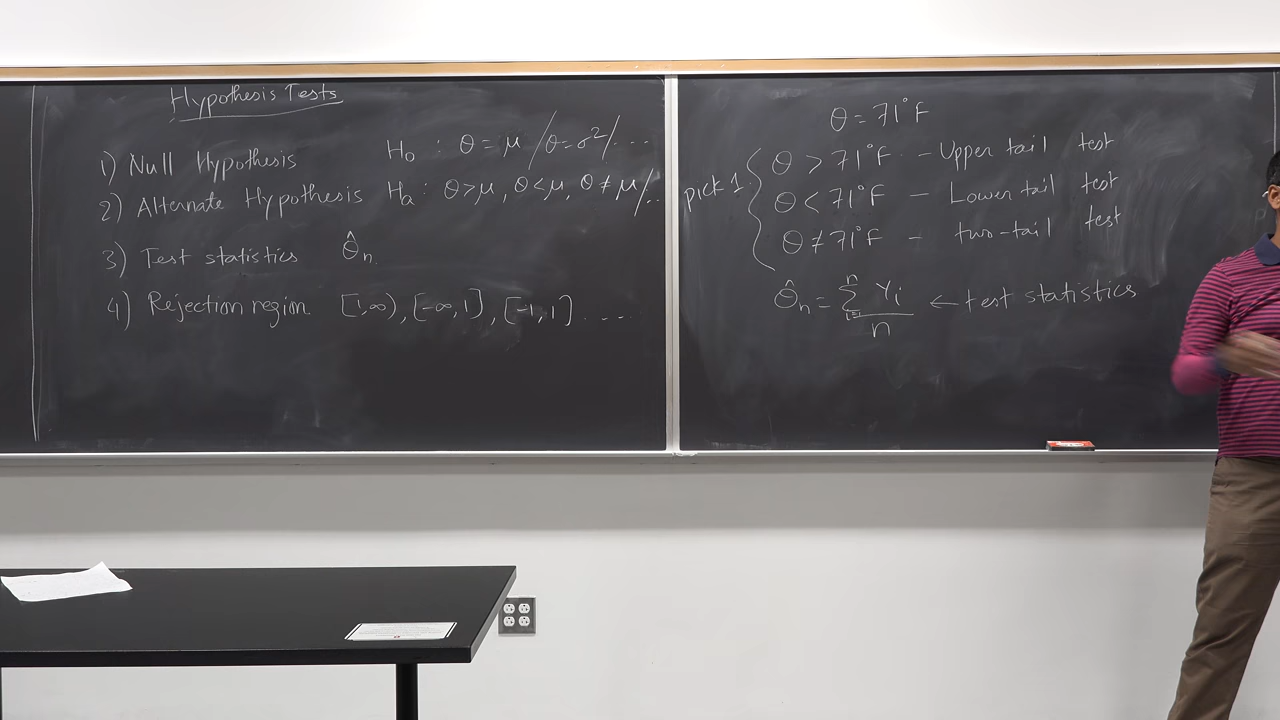 Hypothesis Tests
1) Null Hypothesis H₀ : θ = μ / θ = σ² / ....
2) Alternate Hypothesis Hₐ : θ > μ, θ < μ, θ ≠ μ / ..
3) Test statistics θ̂ₙ.
4) Rejection region [1,∞), [-∞,1], [-1,1] ....
θ = 71°F
pick 1
θ > 71°F - Upper tail test
θ < 71°F - Lower tail test
θ ≠ 71°F - two-tail test
θ̂ₙ = Σⁿ Yᵢ / n ← test statistics